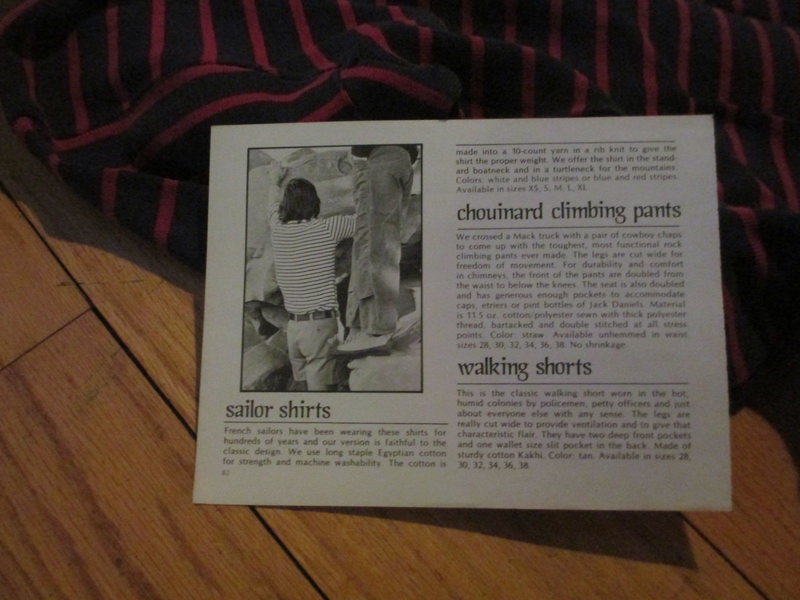 sailor shirts
French sailors have been wearing these shirts for
hundreds of years and our version is faithful to the
classic design. We use long staple Egyptian cotton
for strength and machine washability. The cotton is
82
made into a 10-count yarn in a rib knit to give the
shirt the proper weight. We offer the shirt in the stand-
ard boatneck and in a turtleneck for the mountains.
Colors: white and blue stripes or blue and red stripes.
Available in sizes XS, S, M, L, XL
chouinard climbing pants
We crossed a Mack truck with a pair of cowboy chaps
to come up with the toughest, most functional rock
climbing pants ever made. The legs are cut wide for
freedom of movement. For durability and comfort
in chimneys, the front of the pants are doubled from
the waist to below the knees. The seat is also doubled
and has generous enough pockets to accommodate
caps, etriers or pint bottles of Jack Daniels. Material
is 11.5 oz. cotton/polyester sewn with thick polyester
thread, bartacked and double stitched at all stress
points. Color: straw. Available unhemmed in waist
sizes 28, 30, 32, 34, 36, 38. No shrinkage.
walking shorts
This is the classic walking short worn in the hot,
humid colonies by policemen, petty officers and just
about everyone else with any sense. The legs are
really cut wide to provide ventilation and to give that
characteristic flair. They have two deep front pockets
and one wallet size slit pocket in the back. Made of
sturdy cotton Kakhi. Color: tan. Available in sizes 28,
30, 32, 34, 36, 38.